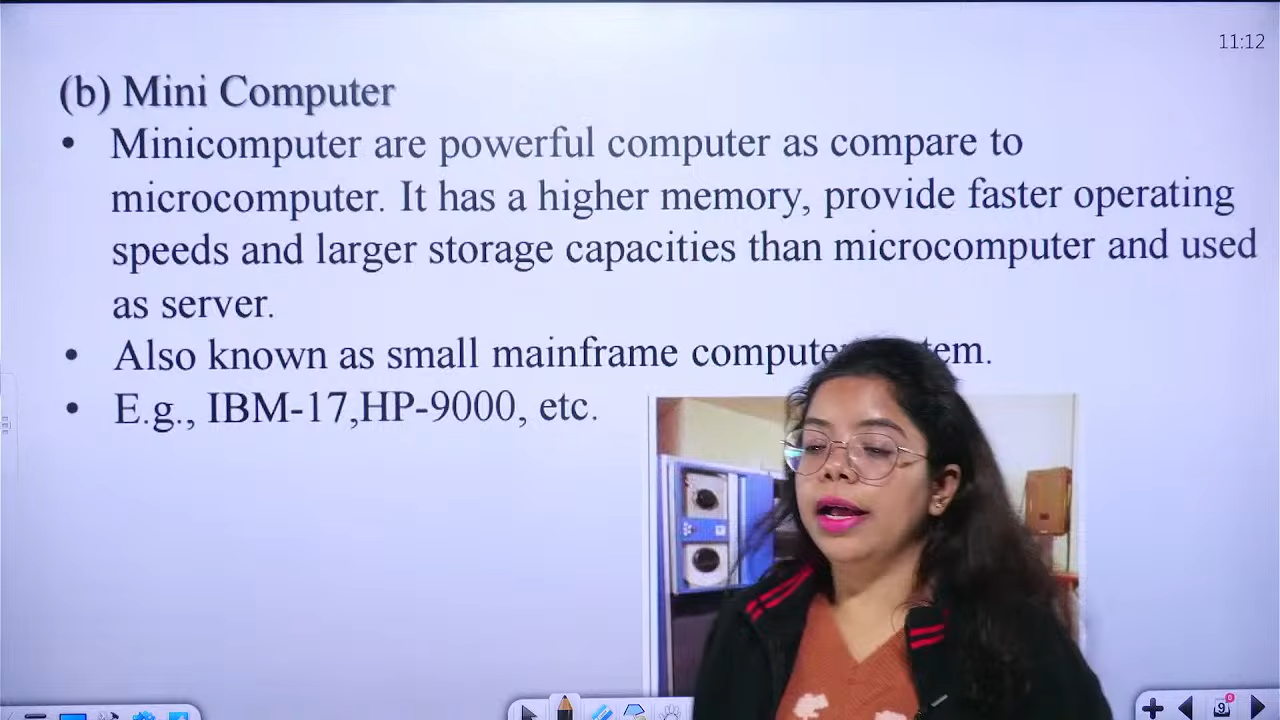 11:12
(b) Mini Computer
• Minicomputer are powerful computer as compare to
microcomputer. It has a higher memory, provide faster operating
speeds and larger storage capacities than microcomputer and used
as server.
• Also known as small mainframe tem.
• E.g., IBM-17,HP-9000, etc.
9